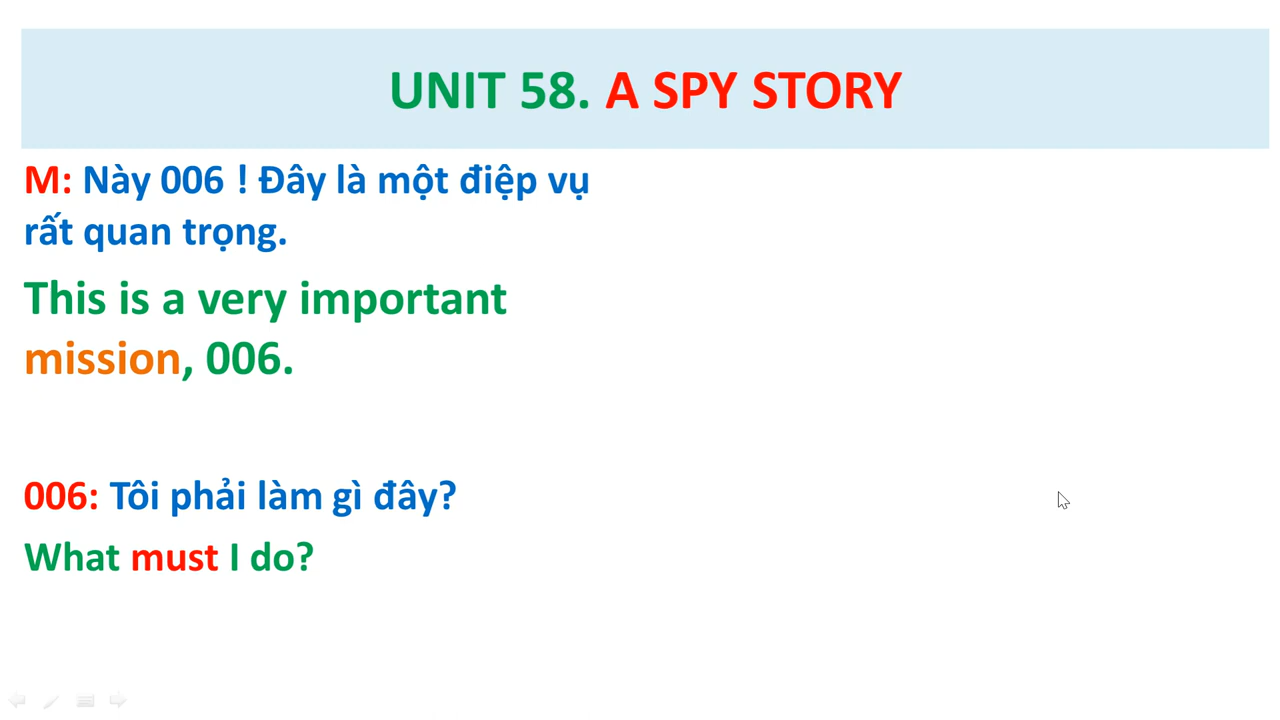 UNIT 58. A SPY STORY
M: Này 006 ! Đây là một điệp vụ
rất quan trọng.
This is a very important
mission, 006.
006: Tôi phải làm gì đây?
What must I do?